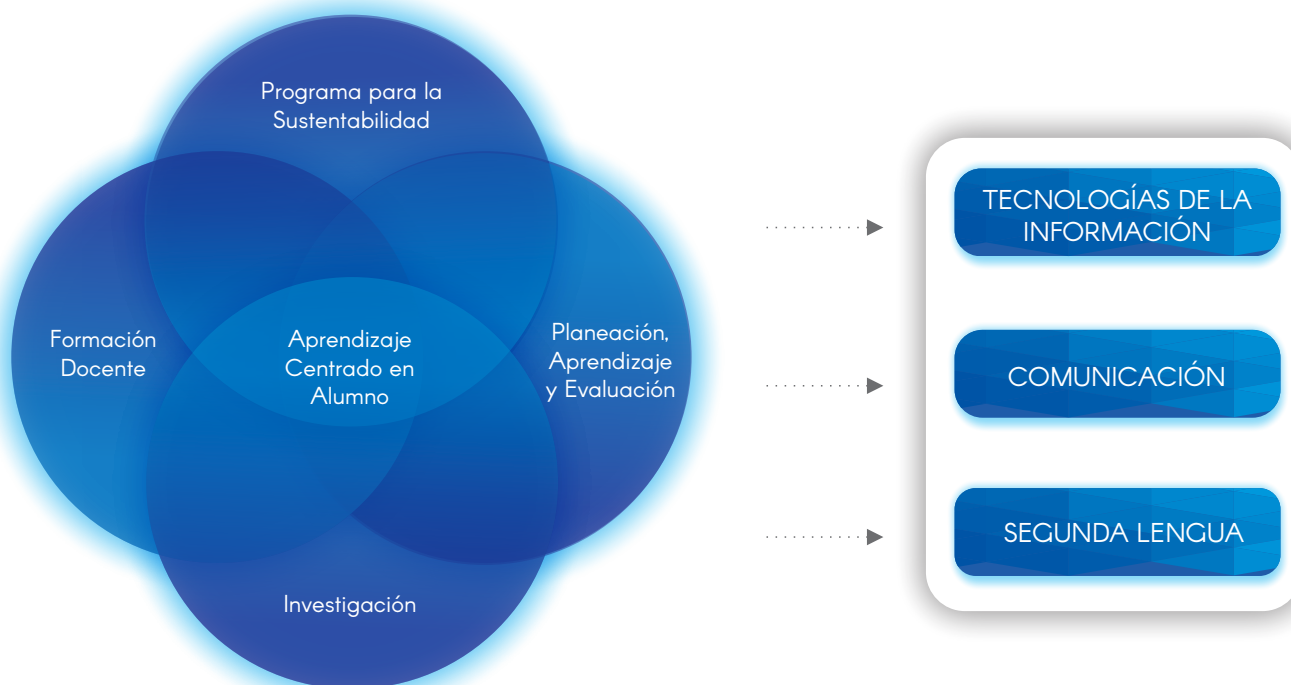 Programa para la
Sustentabilidad
Formación
Docente
Aprendizaje
Centrado en
Alumno
Planeación,
Aprendizaje
y Evaluación
Investigación
TECNOLOGÍAS DE LA
INFORMACIÓN
COMUNICACIÓN
SEGUNDA LENGUA